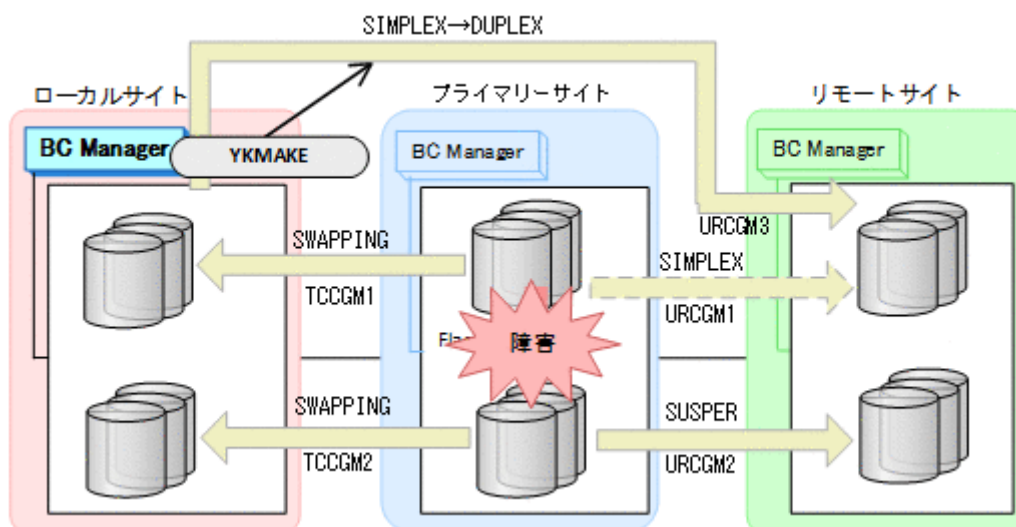 SIMPLEX→DUPLEX
ローカルサイト
プライマリーサイト
リモートサイト
BC Manager
YKMAKE
BC Manager
BC Manager
URCGM3
SWAPPING
SIMPLEX
TCCGM1
URCGM1
障害
SWAPPING
SUSPER
TCCGM2
URCGM2